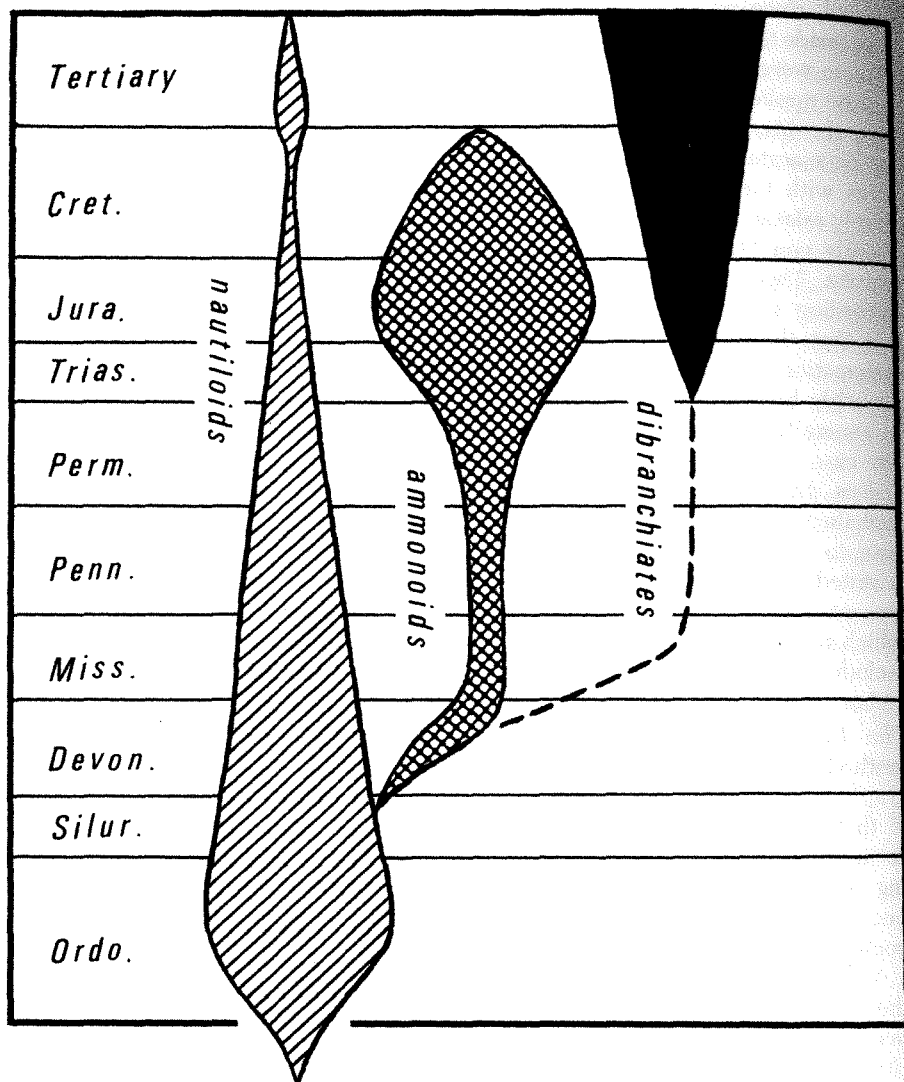 Tertiary
Cret.
Jura.
Trias.
Perm.
Penn.
Miss.
Devon.
Silur.
Ordo.
nautiloids
ammonoids
dibranchiates